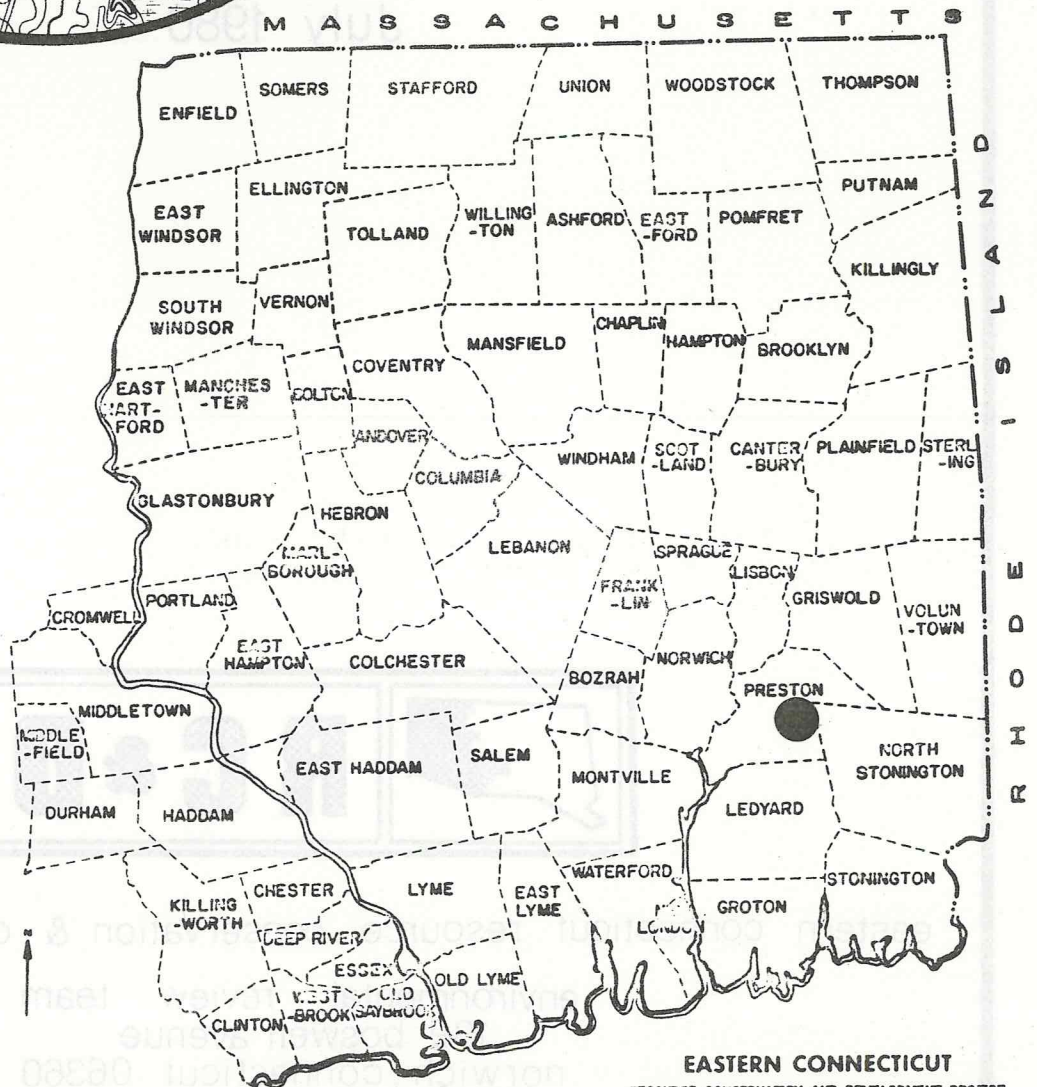 MASSACHUSETTS
RHODE ISLAND
ENFIELD
SOMERS
STAFFORD
UNION
WOODSTOCK
THOMPSON
ELLINGTON
PUTNAM
EAST
WINDSOR
TOLLAND
WILLING
-TON
ASHFORD
EAST
-FORD
POMFRET
KILLINGLY
SOUTH
WINDSOR
VERNON
COVENTRY
MANSFIELD
CHAPLIN
HAMPTON
BROOKLYN
EAST
HART-
FORD
MANCHES
-TER
BOLTON
ANDOVER
COLUMBIA
WINDHAM
SCOT
-LAND
CANTER
-BURY
PLAINFIELD
STERL
-ING
GLASTONBURY
HEBRON
MARL-
BOROUGH
LEBANON
FRANK
-LIN
SPRAGUE
LISBON
GRISWOLD
VOLUN
-TOWN
CROMWELL
PORTLAND
EAST
HAMPTON
COLCHESTER
BOZRAH
NORWICH
PRESTON
MIDDLETOWN
MIDDLE
-FIELD
DURHAM
HADDAM
EAST HADDAM
SALEM
MONTVILLE
LEDYARD
NORTH
STONINGTON
KILLING
-WORTH
CHESTER
DEEP RIVER
ESSEX
LYME
EAST
LYME
WATERFORD
GROTON
STONINGTON
CLINTON
WEST
-BROOK
OLD
SAYBROOK
OLD LYME
N
EASTERN CONNECTICUT